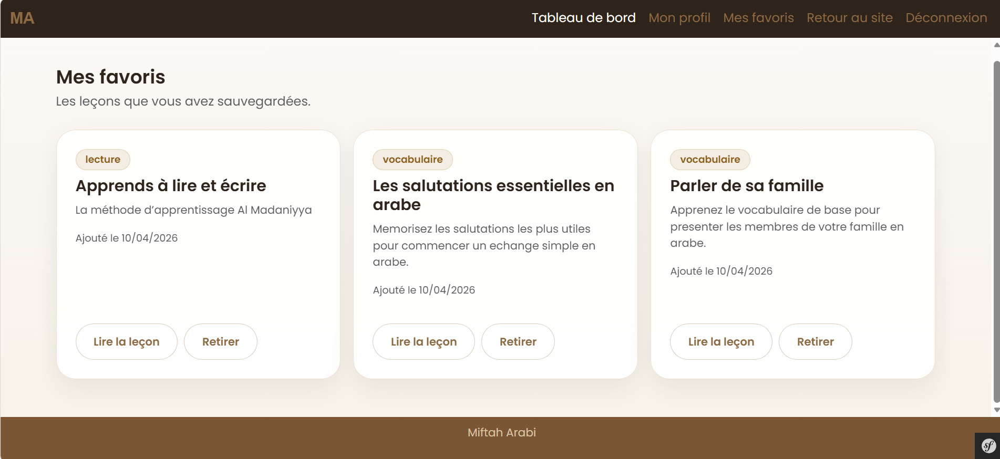 MA
Tableau de bord Mon profil Mes favoris Retour au site Déconnexion
Mes favoris
Les leçons que vous avez sauvegardées.
lecture
Apprends à lire et écrire
La méthode d’apprentissage Al Madaniyya
Ajouté le 10/04/2026
Lire la leçon Retirer
vocabulaire
Les salutations essentielles en
arabe
Memorisez les salutations les plus utiles
pour commencer un echange simple en
arabe.
Ajouté le 10/04/2026
Lire la leçon Retirer
vocabulaire
Parler de sa famille
Apprenez le vocabulaire de base pour
presenter les membres de votre famille en
arabe.
Ajouté le 10/04/2026
Lire la leçon Retirer
Miftah Arabi
sf